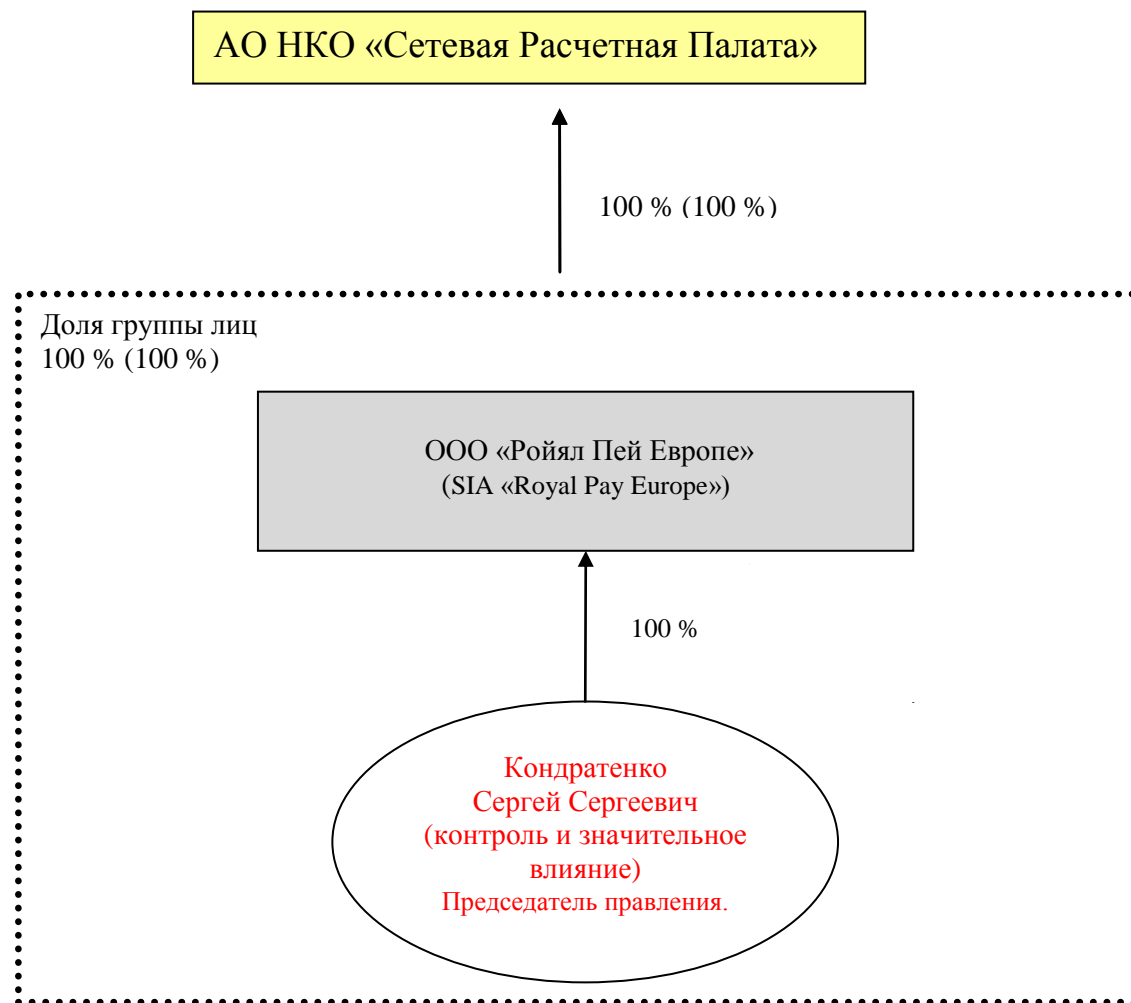 АО НКО «Сетевая Расчетная Палата»
100 % (100 %)
Доля группы лиц
100 % (100 %)
ООО «Ройял Пей Европе»
(SIA «Royal Pay Europe»)
100 %
Кондратенко
Сергей Сергеевич
(контроль и значительное
влияние)
Председатель правления.